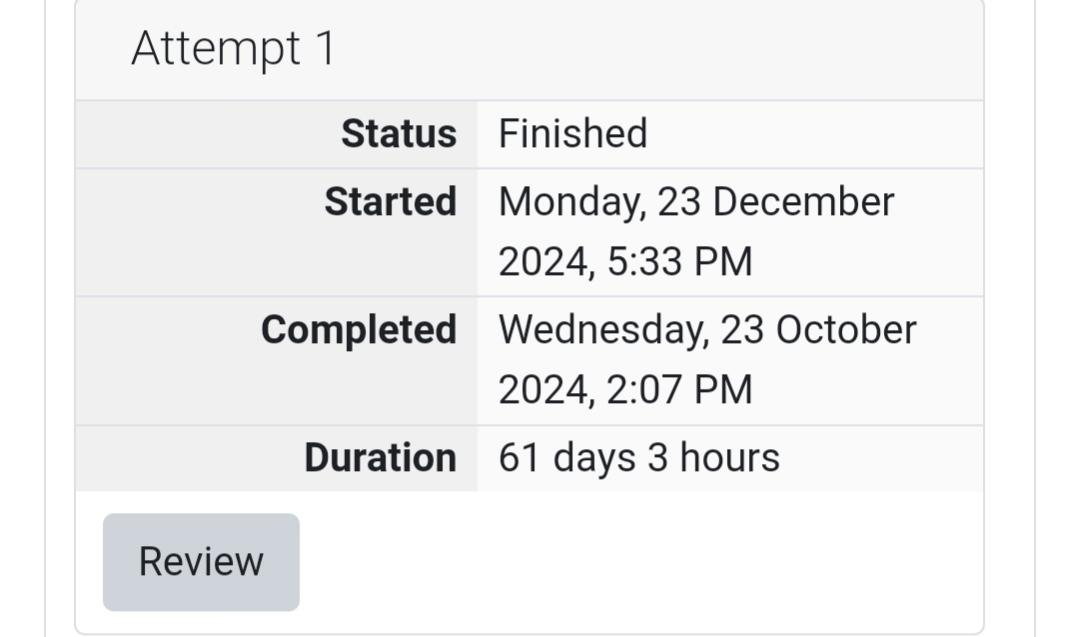 Attempt 1
Status Finished
Started Monday, 23 December
2024, 5:33 PM
Completed Wednesday, 23 October
2024, 2:07 PM
Duration 61 days 3 hours
Review